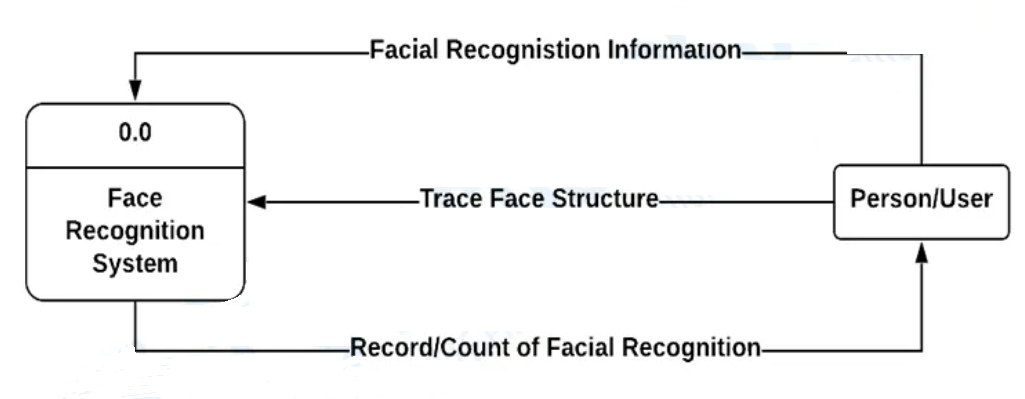 Facial Recognistion Information
0.0
Face
Recognition
System
Trace Face Structure
Person/User
Record/Count of Facial Recognition